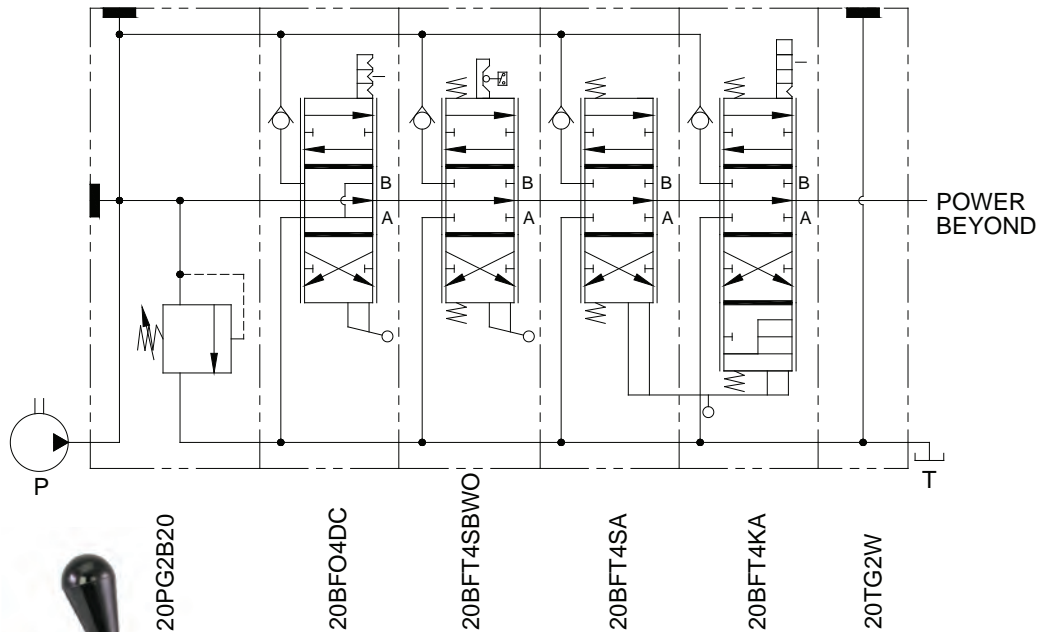 B
A
B
A
B
A
B
A
POWER
BEYOND
P
T
20PG2B20
20BFO4DC
20BFT4SBWO
20BFT4SA
20BFT4KA
20TG2W